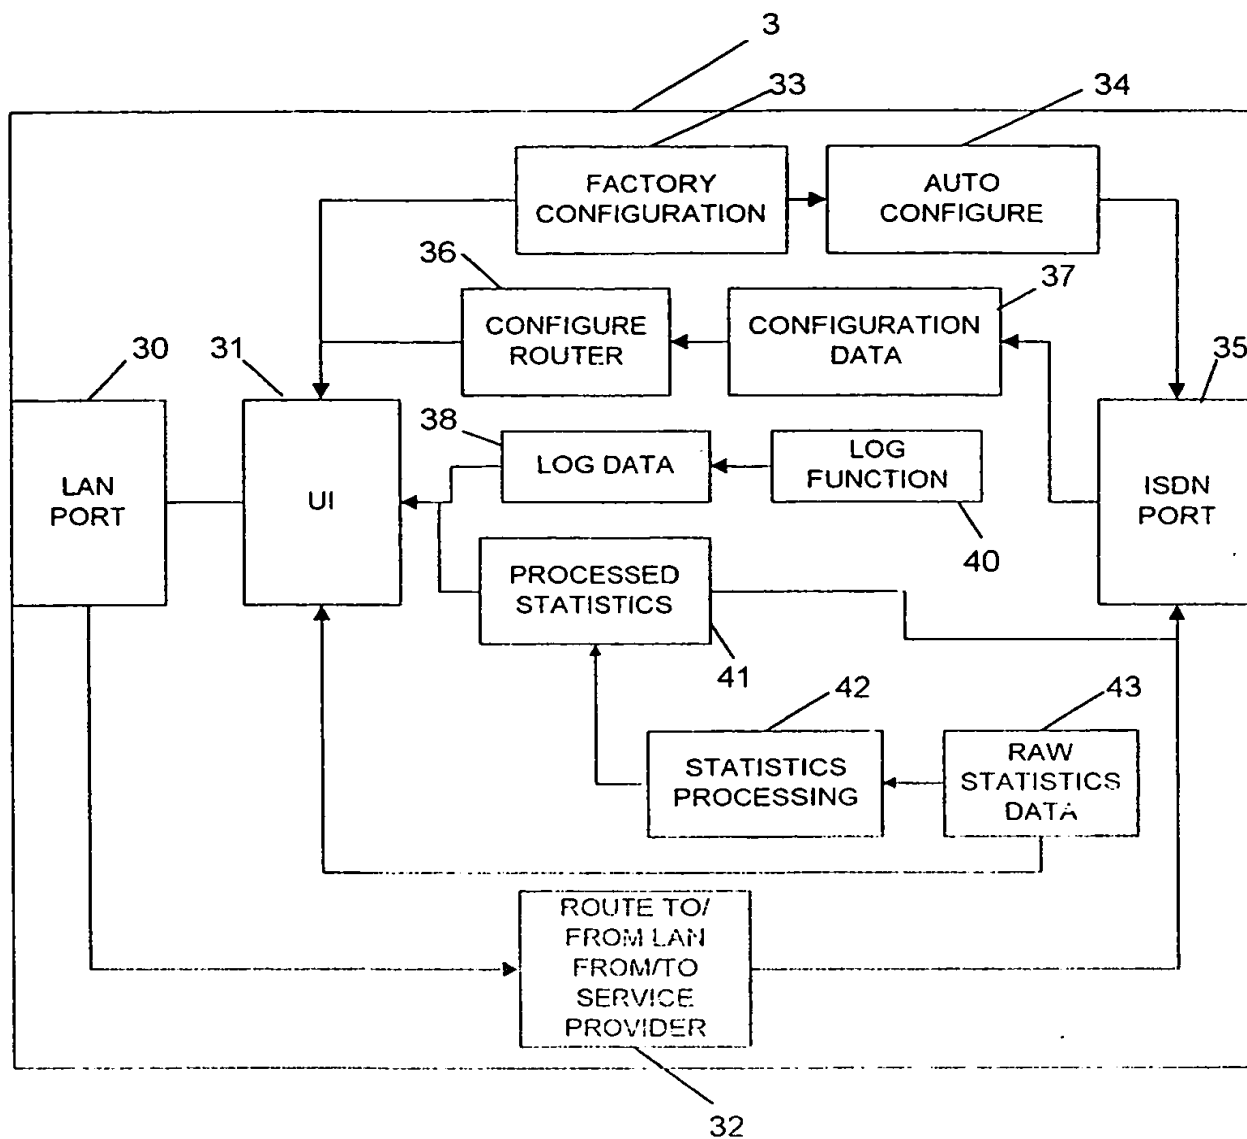 3
33
34
FACTORY
CONFIGURATION
AUTO
CONFIGURE
36
37
CONFIGURE
ROUTER
CONFIGURATION
DATA
30
31
35
38
LAN
PORT
UI
LOG DATA
LOG
FUNCTION
ISDN
PORT
40
PROCESSED
STATISTICS
41
42
43
STATISTICS
PROCESSING
RAW
STATISTICS
DATA
ROUTE TO/
FROM LAN
FROM/TO
SERVICE
PROVIDER
32